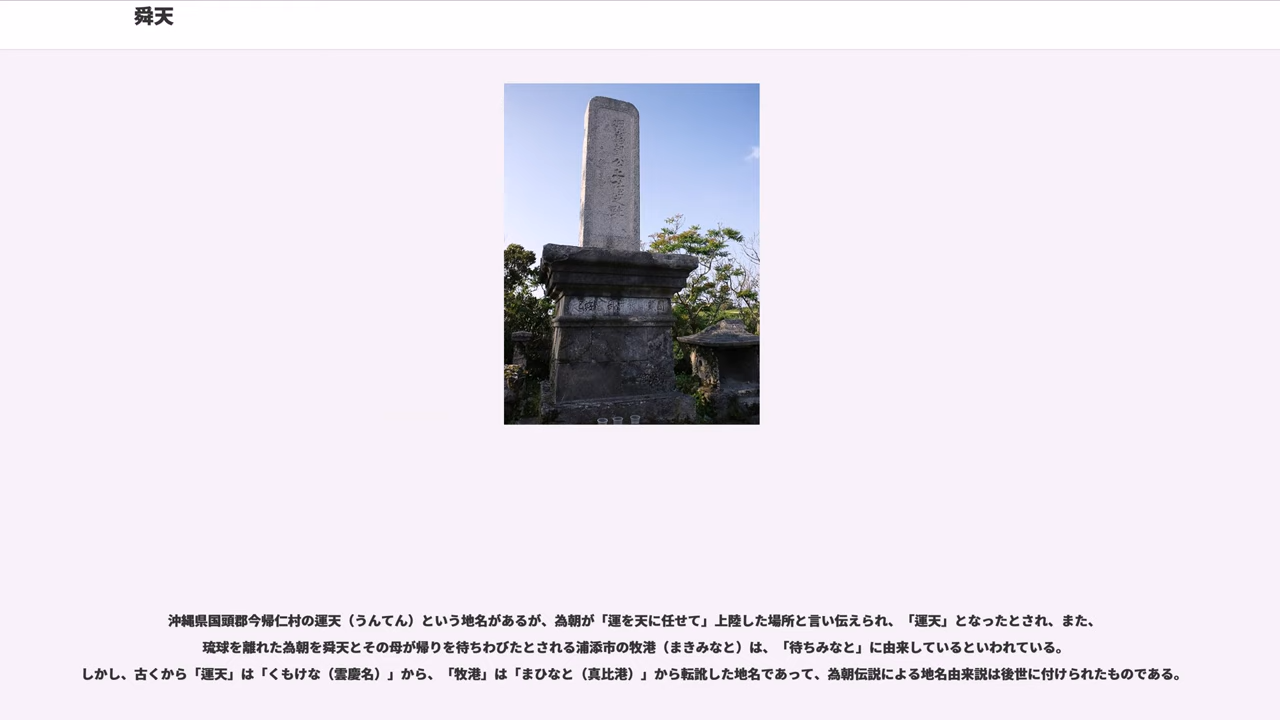 舜天
沖縄県国頭郡今帰仁村の運天（うんてん）という地名があるが、為朝が「運を天に任せて」上陸した場所と言い伝えられ、「運天」となったとされ、また、
琉球を離れた為朝を舜天とその母が帰りを待ちわびたとされる浦添市の牧港（まきみなと）は、「待ちみなと」に由来しているといわれている。
しかし、古くから「運天」は「くもけな（雲慶名）」から、「牧港」は「まひなと（真比港）」から転訛した地名であって、為朝伝説による地名由来説は後世に付けられたものである。